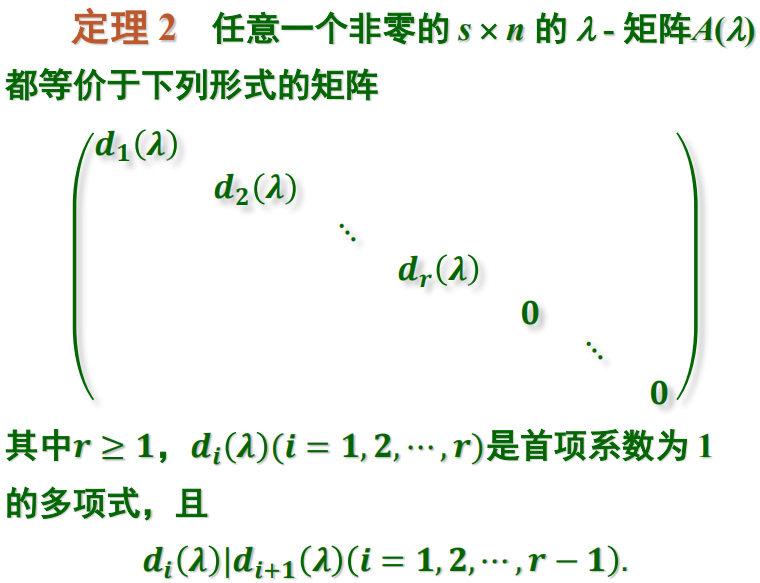 定理 2 任意一个非零的 s × n 的 λ - 矩阵A(λ)
都等价于下列形式的矩阵
d₁(λ)
d₂(λ)
⋱
dᵣ(λ)
0
⋱
0
其中r ≥ 1，dᵢ(λ)(i = 1, 2, ⋯, r)是首项系数为 1
的多项式，且
dᵢ(λ)|dᵢ₊₁(λ)(i = 1, 2, ⋯, r − 1).